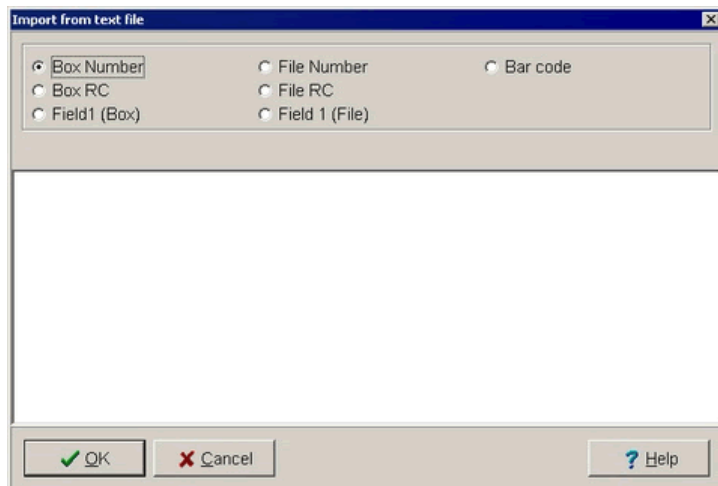 Import from text file
Box Number File Number Bar code
Box RC File RC
Field1 (Box) Field 1 (File)
OK Cancel Help